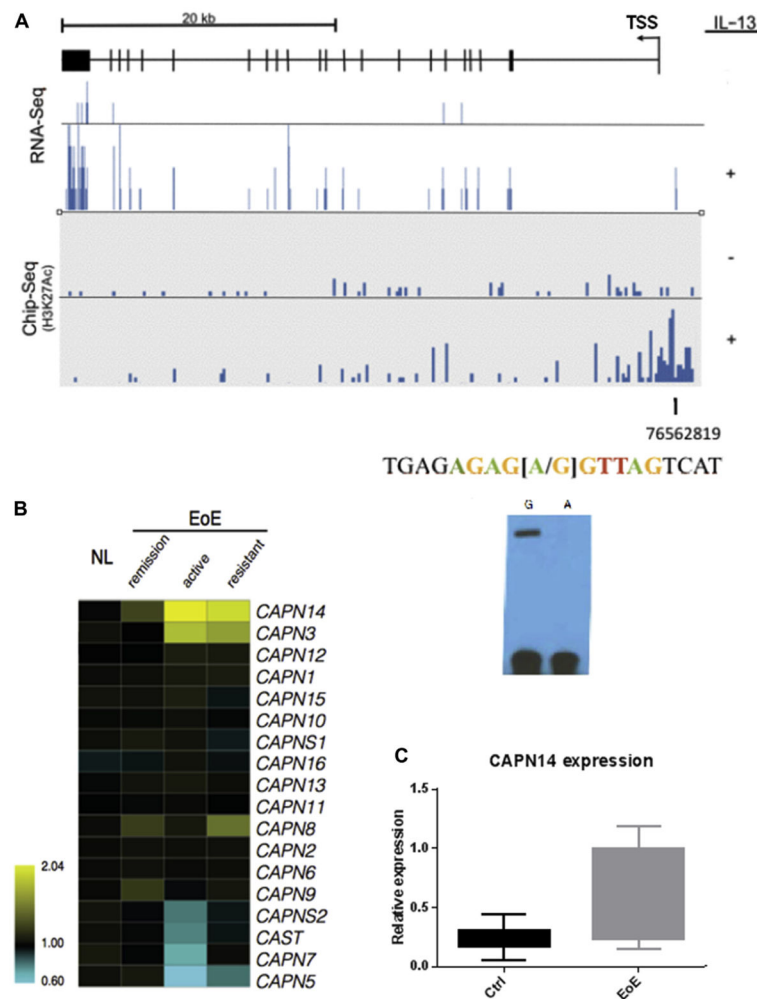 A
20 kb
TSS
IL-13
RNA-Seq
+
Chip-Seq
(H3K27Ac)
-
+
76562819
TGAGAGAG[A/G]GTTAGTCAT
G A
B
EoE
NL
remission
active
resistant
CAPN14
CAPN3
CAPN12
CAPN1
CAPN15
CAPN10
CAPNS1
CAPN16
CAPN13
CAPN11
CAPN8
CAPN2
CAPN6
CAPN9
CAPNS2
CAST
CAPN7
CAPN5
2.04
1.00
0.60
C
CAPN14 expression
Relative expression
1.5
1.0
0.5
0.0
Ctrl
EoE